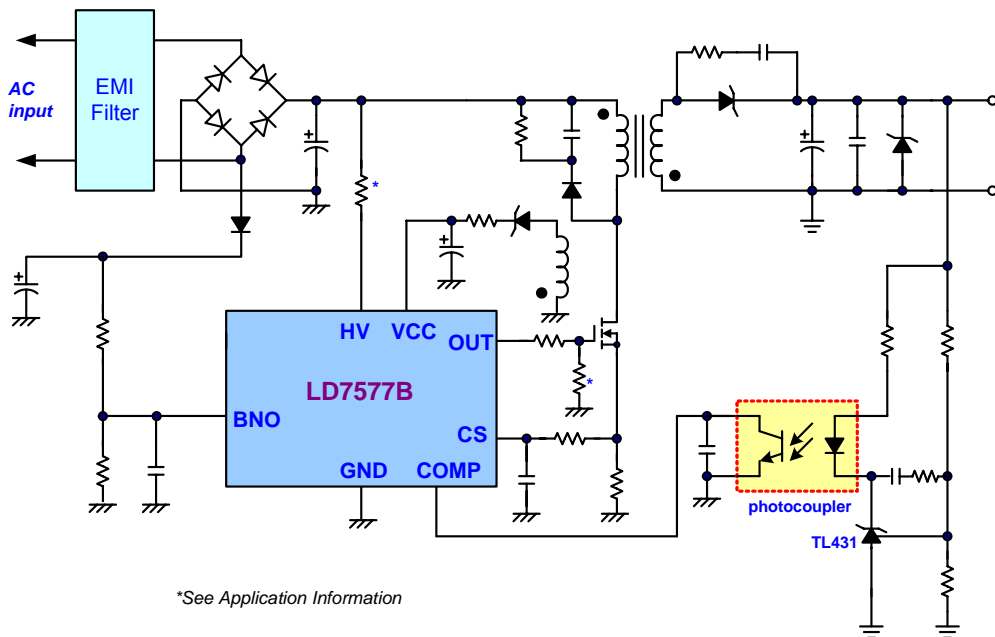 AC
input
EMI
Filter
*
HV
VCC
OUT
*
LD7577B
BNO
CS
GND
COMP
photocoupler
TL431
*See Application Information
+
+
+
+